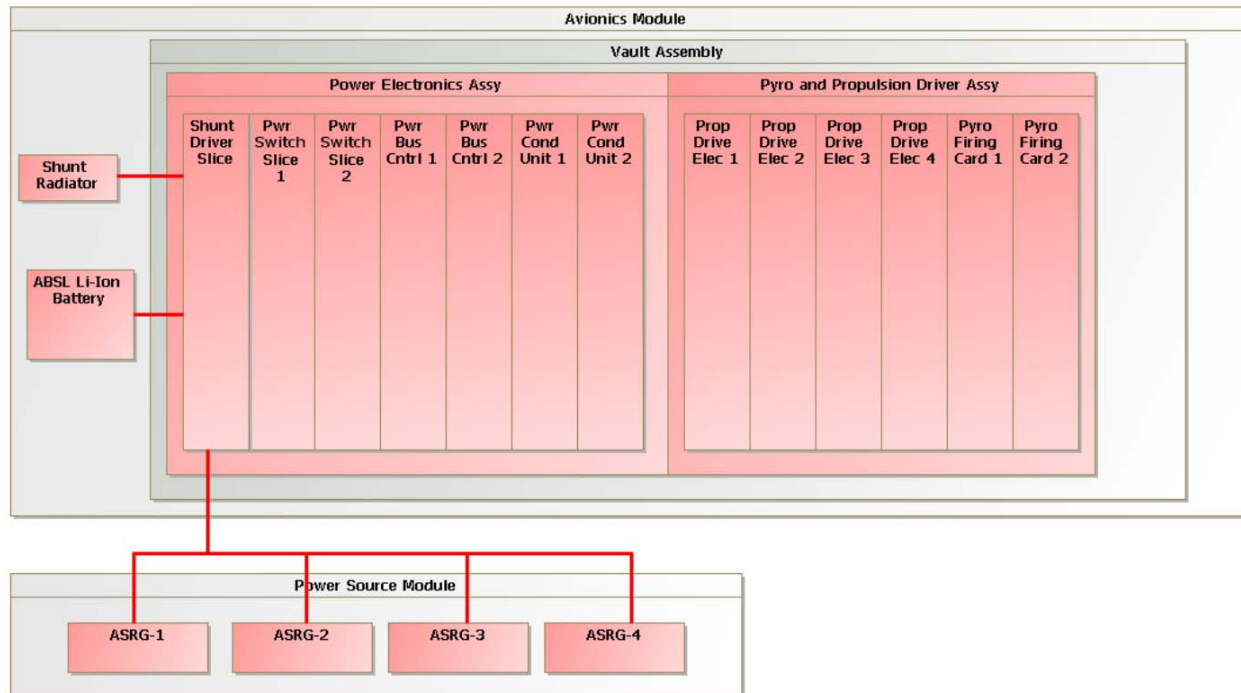 Avionics Module
Vault Assembly
Power Electronics Assy
Pyro and Propulsion Driver Assy
Shunt
Driver
Slice
Pwr
Switch
Slice
1
Pwr
Switch
Slice
2
Pwr
Bus
Cntrl 1
Pwr
Bus
Cntrl 2
Pwr
Cond
Unit 1
Pwr
Cond
Unit 2
Prop
Drive
Elec 1
Prop
Drive
Elec 2
Prop
Drive
Elec 3
Prop
Drive
Elec 4
Pyro
Firing
Card 1
Pyro
Firing
Card 2
Shunt
Radiator
ABSL Li-Ion
Battery
Power Source Module
ASRG-1
ASRG-2
ASRG-3
ASRG-4